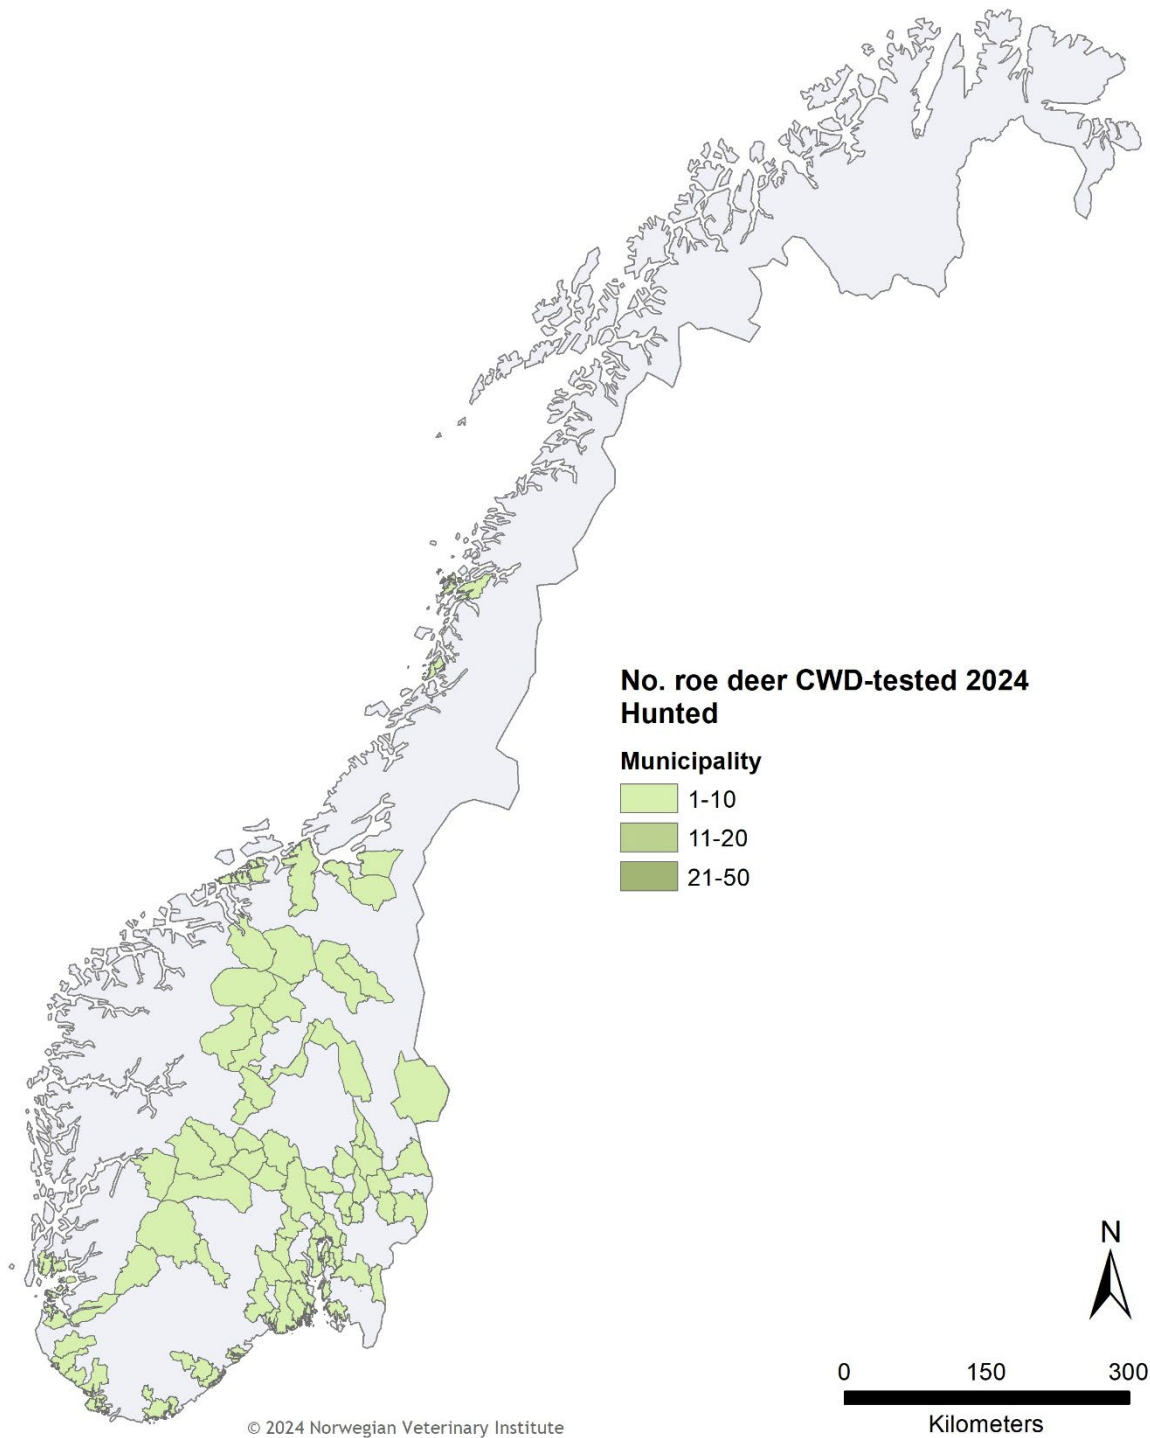 No. roe deer CWD-tested 2024
Hunted
Municipality
1-10
11-20
21-50
N
0 150 300
Kilometers
© 2024 Norwegian Veterinary Institute